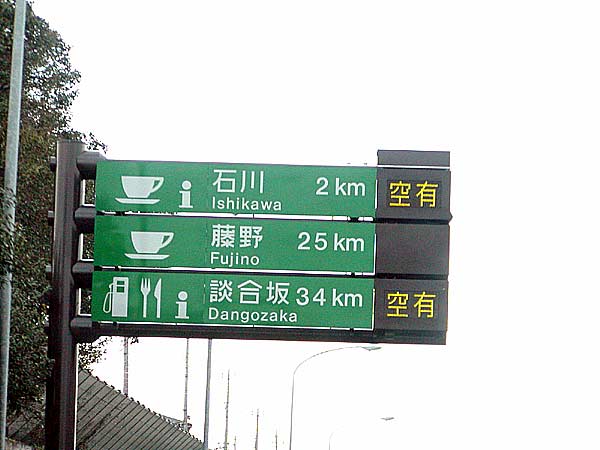 石川 2 km 空有
Ishikawa
藤野 25 km
Fujino
談合坂 34 km 空有
Dangozaka